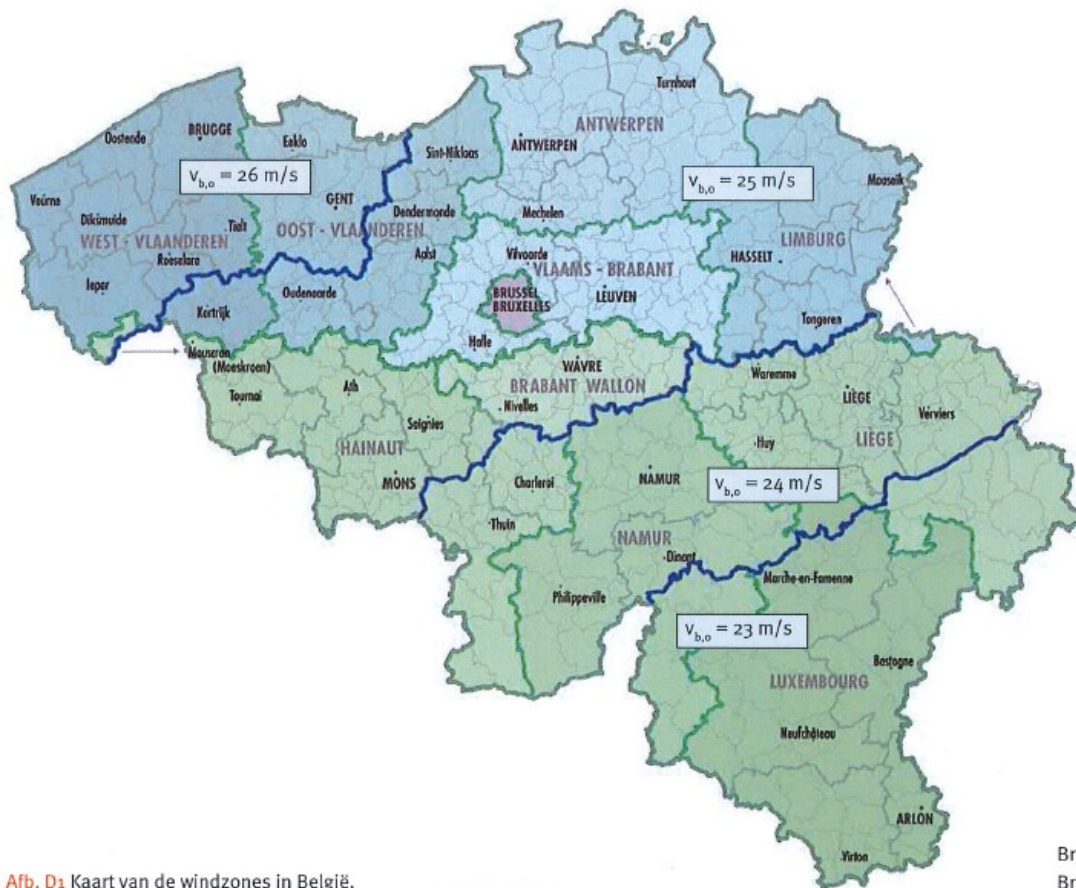 Turnhout
ANTWERPEN
Oostende
BRUGGE
Eeklo
Sint-Niklaas
ANTWERPEN
v_b,o = 26 m/s
v_b,o = 25 m/s
Maaseik
Veurne
GENT
Dendermonde
Mechelen
Diksmuide
Tielt
WEST - VLAANDEREN
OOST - VLAANDEREN
LIMBURG
Roeselare
Aalst
Vilvoorde
HASSELT
VLAAMS - BRABANT
Ieper
Oudenaarde
BRUSSEL
BRUXELLES
LEUVEN
Kortrijk
Tongeren
Halle
Mouscron
(Moeskroen)
WAVRE
Waremme
Ath
BRABANT WALLON
LIÈGE
Tournai
Nivelles
Verviers
Soignies
HAINAUT
Huy
LIÈGE
MONS
Charleroi
NAMUR
v_b,o = 24 m/s
Thuin
NAMUR
Dinant
Marche-en-Famenne
Philippeville
v_b,o = 23 m/s
Bastogne
LUXEMBOURG
Neufchâteau
ARLON
Virton
Br
Afb. D1 Kaart van de windzones in België.
Br